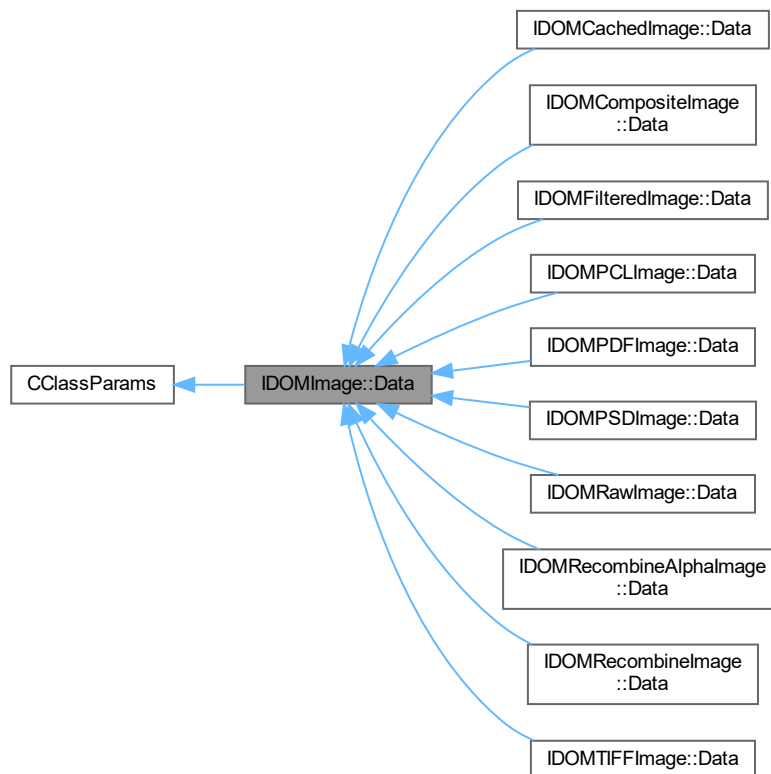 IDOMCachedImage::Data
IDOMCompositeImage
::Data
IDOMFilteredImage::Data
IDOMPCLImage::Data
IDOMPDFImage::Data
CClassParams
IDOMImage::Data
IDOMPSDImage::Data
IDOMRawImage::Data
IDOMRecombineAlphaImage
::Data
IDOMRecombineImage
::Data
IDOMTIFFImage::Data